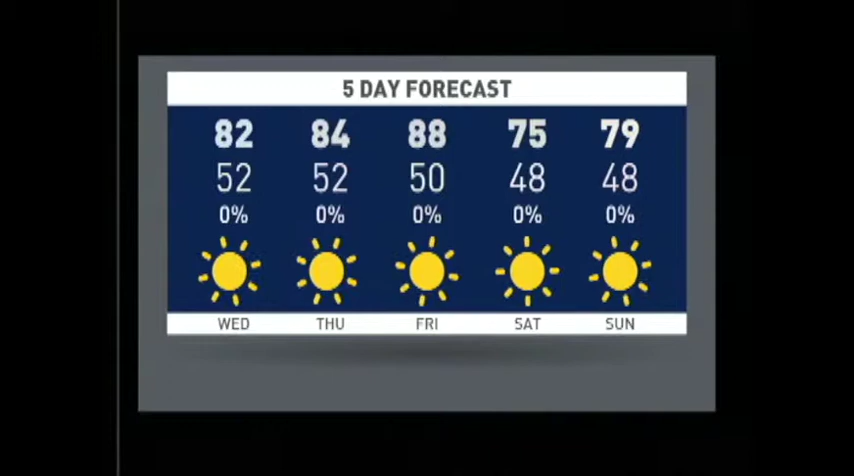 5 DAY FORECAST
82 84 88 75 79
52 52 50 48 48
0% 0% 0% 0% 0%
WED THU FRI SAT SUN